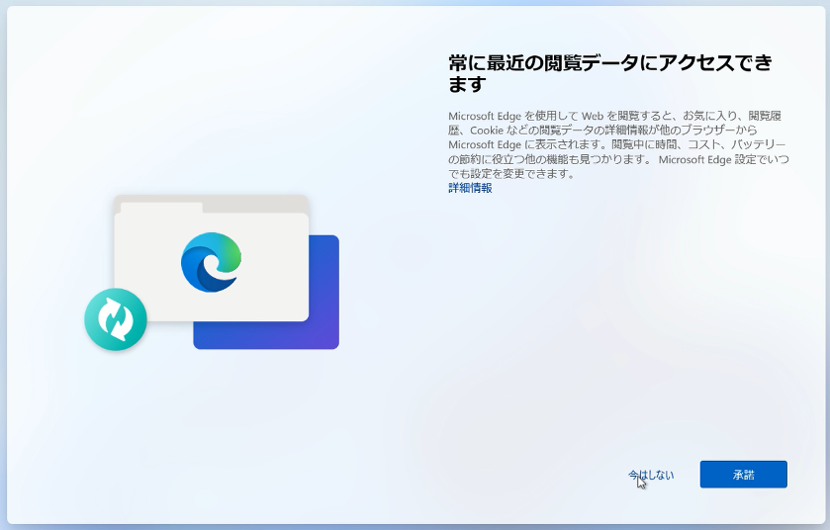 常に最近の閲覧データにアクセスでき
ます
Microsoft Edge を使用して Web を閲覧すると、お気に入り、閲覧履
歴、Cookie などの閲覧データの詳細情報が他のブラウザーから
Microsoft Edge に表示されます。閲覧中に時間、コスト、バッテリー
の節約に役立つ他の機能も見つかります。 Microsoft Edge 設定でいつ
でも設定を変更できます。
詳細情報
今はしない
承諾